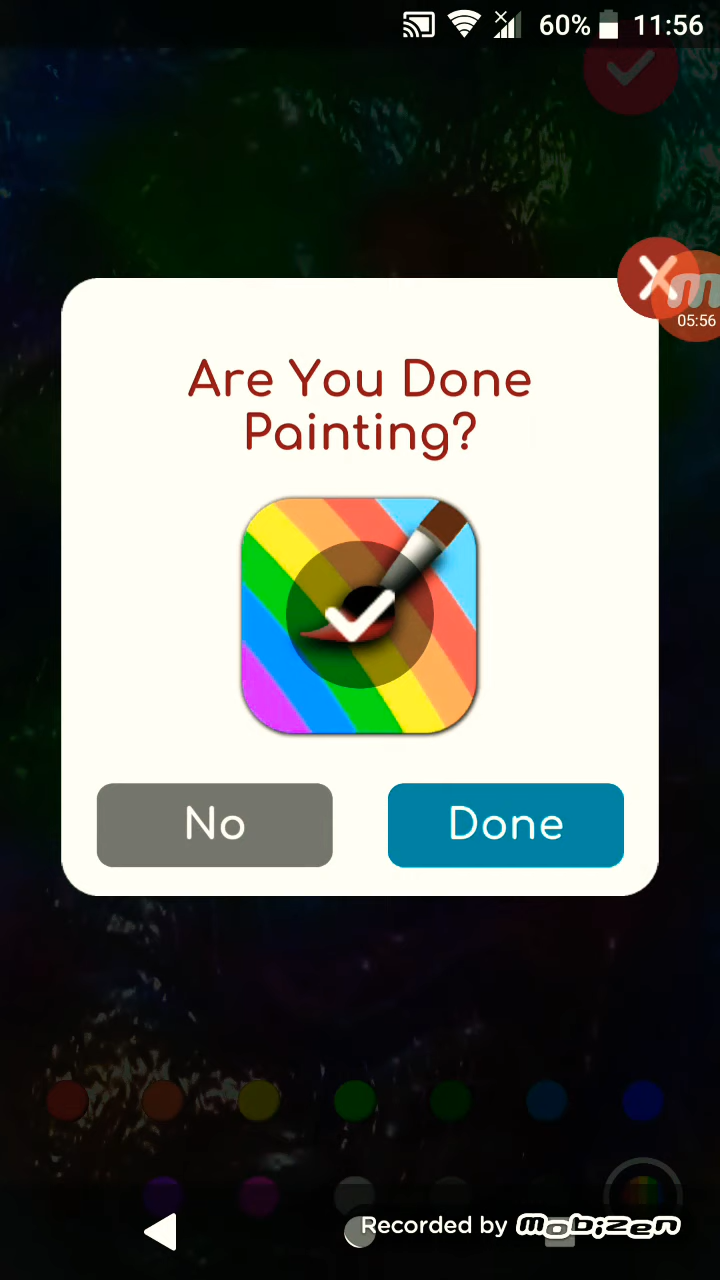 60% 11:56
05:56
Are You Done
Painting?
No Done
Recorded by mobizen